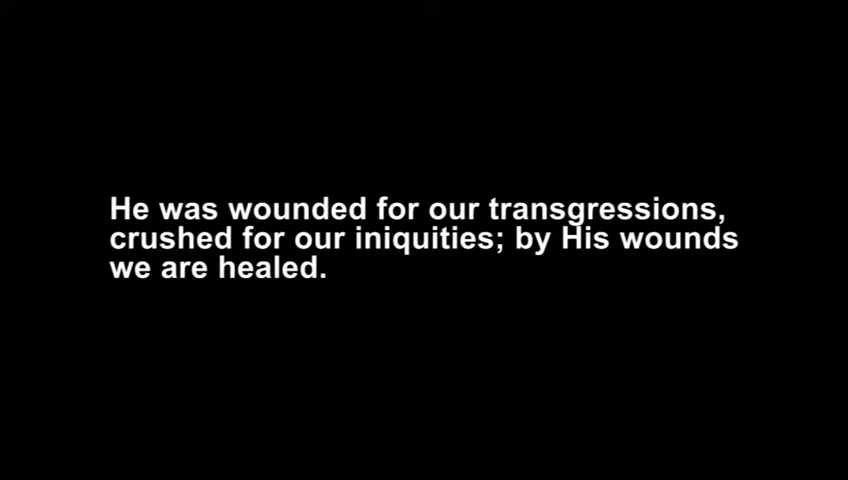 He was wounded for our transgressions,
crushed for our iniquities; by His wounds
we are healed.